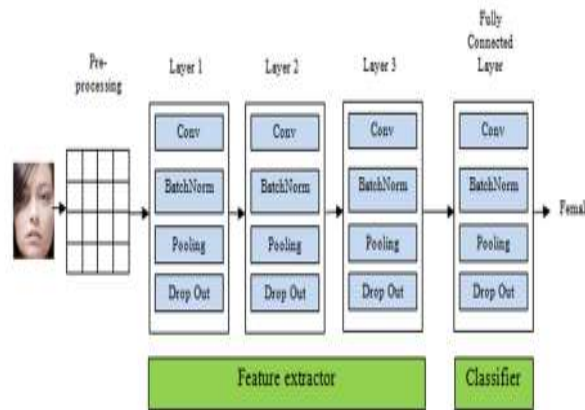 Pre-
processing
Layer 1
Layer 2
Layer 3
Fully
Connected
Layer
Conv
BatchNorm
Pooling
Drop Out
Conv
BatchNorm
Pooling
Drop Out
Conv
BatchNorm
Pooling
Drop Out
Conv
BatchNorm
Pooling
Drop Out
Femal
Feature extractor
Classifier